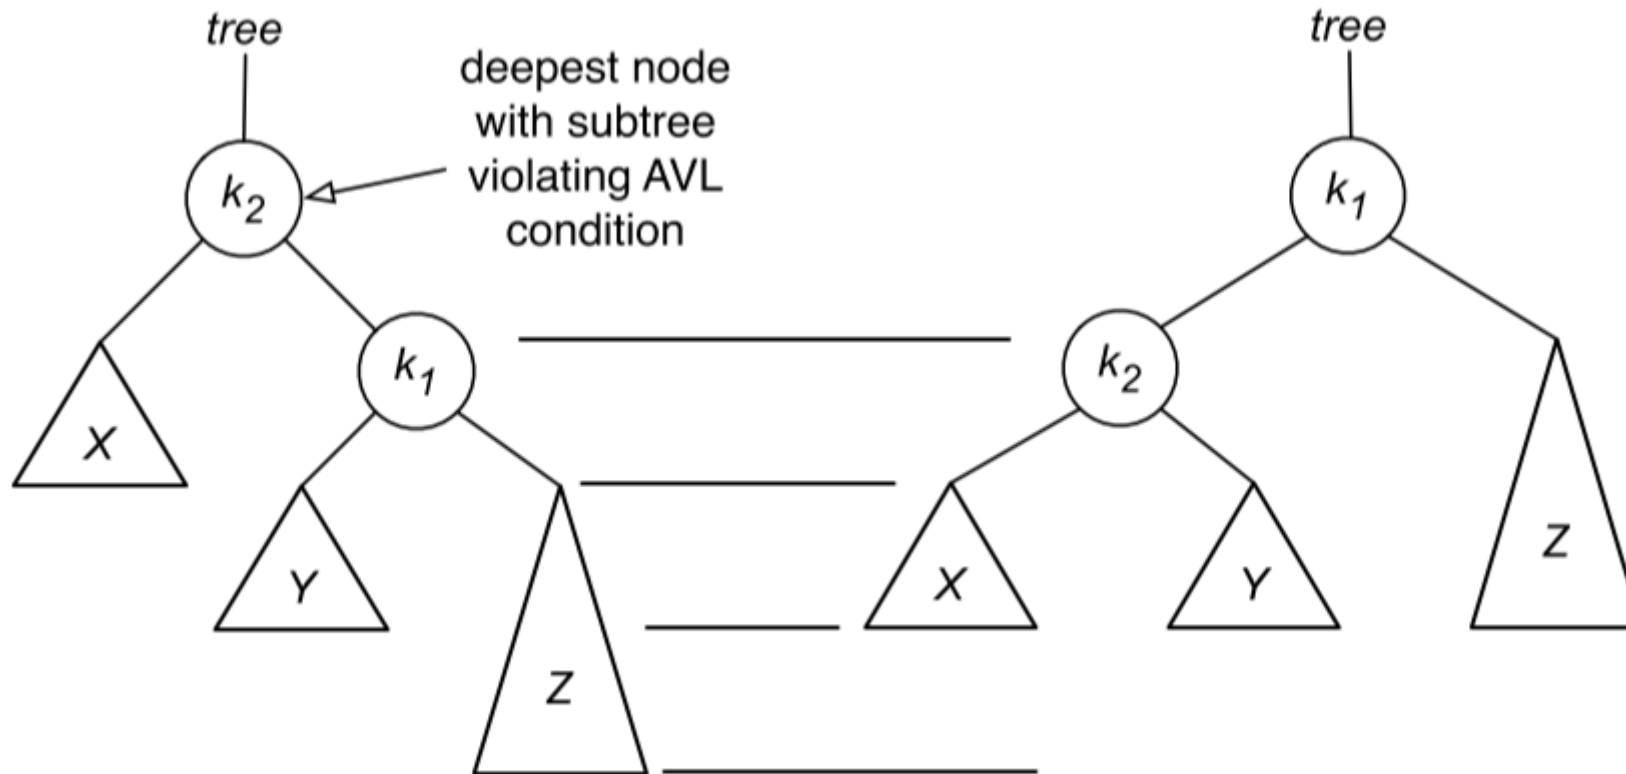 tree
deepest node
with subtree
violating AVL
condition
k2
X
k1
Y
Z
tree
k1
k2
X
Y
Z